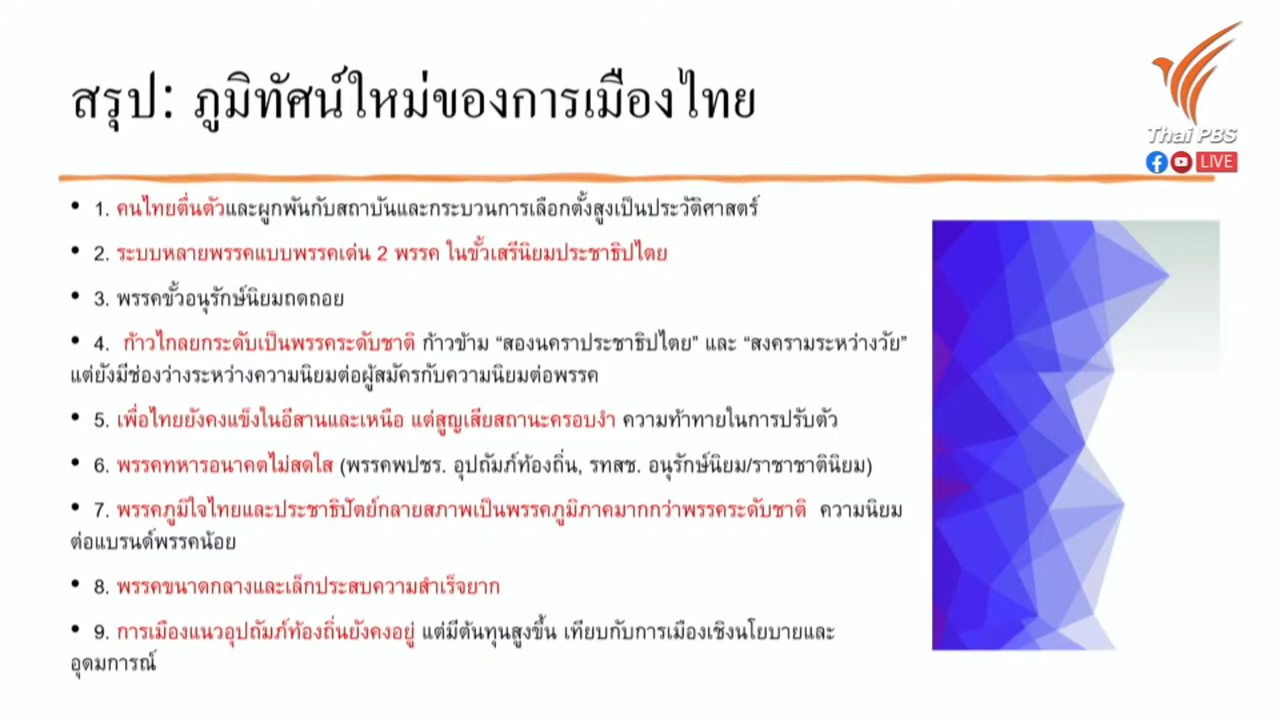 สรุป: ภูมิทัศน์ใหม่ของการเมืองไทย
Thai PBS
LIVE
• 1. คนไทยตื่นตัวและผูกพันกับสถาบันและกระบวนการเลือกตั้งสูงเป็นประวัติศาสตร์
• 2. ระบบหลายพรรคแบบพรรคเด่น 2 พรรค ในขั้วเสรีนิยมประชาธิปไตย
• 3. พรรคขั้วอนุรักษ์นิยมถดถอย
• 4. ก้าวไกลยกระดับเป็นพรรคระดับชาติ ก้าวข้าม “สองนคราประชาธิปไตย” และ “สงครามระหว่างวัย”
แต่ยังมีช่องว่างระหว่างความนิยมต่อผู้สมัครกับความนิยมต่อพรรค
• 5. เพื่อไทยยังคงแข็งในอีสานและเหนือ แต่สูญเสียสถานะครอบงำ ความท้าทายในการปรับตัว
• 6. พรรคทหารอนาคตไม่สดใส (พรรคพปชร. อุปถัมภ์ท้องถิ่น, รทสช. อนุรักษ์นิยม/ราชาชาตินิยม)
• 7. พรรคภูมิใจไทยและประชาธิปัตย์กลายสภาพเป็นพรรคภูมิภาคมากกว่าพรรคระดับชาติ ความนิยม
ต่อแบรนด์พรรคน้อย
• 8. พรรคขนาดกลางและเล็กประสบความสำเร็จยาก
• 9. การเมืองแนวอุปถัมภ์ท้องถิ่นยังคงอยู่ แต่มีต้นทุนสูงขึ้น เทียบกับการเมืองเชิงนโยบายและ
อุดมการณ์